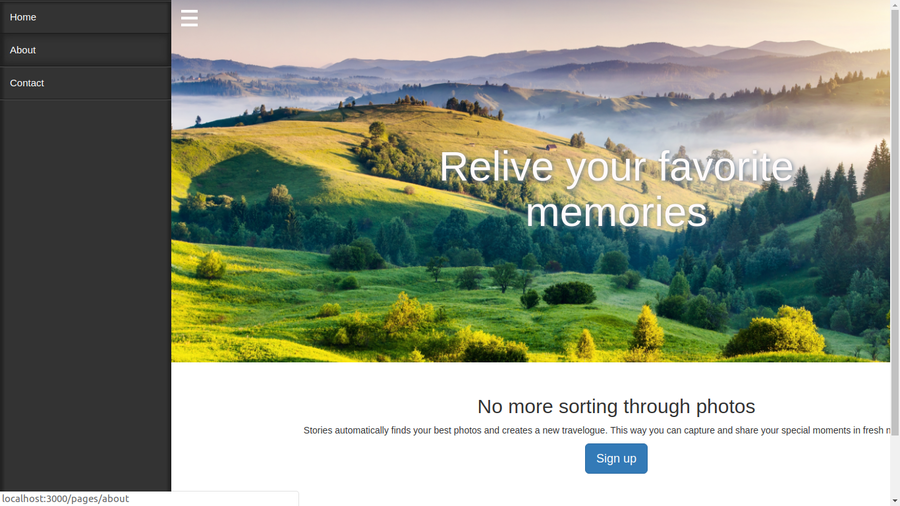 Home
About
Contact
Relive your favorite
memories
No more sorting through photos
Stories automatically finds your best photos and creates a new travelogue. This way you can capture and share your special moments in fresh
Sign up
localhost:3000/pages/about